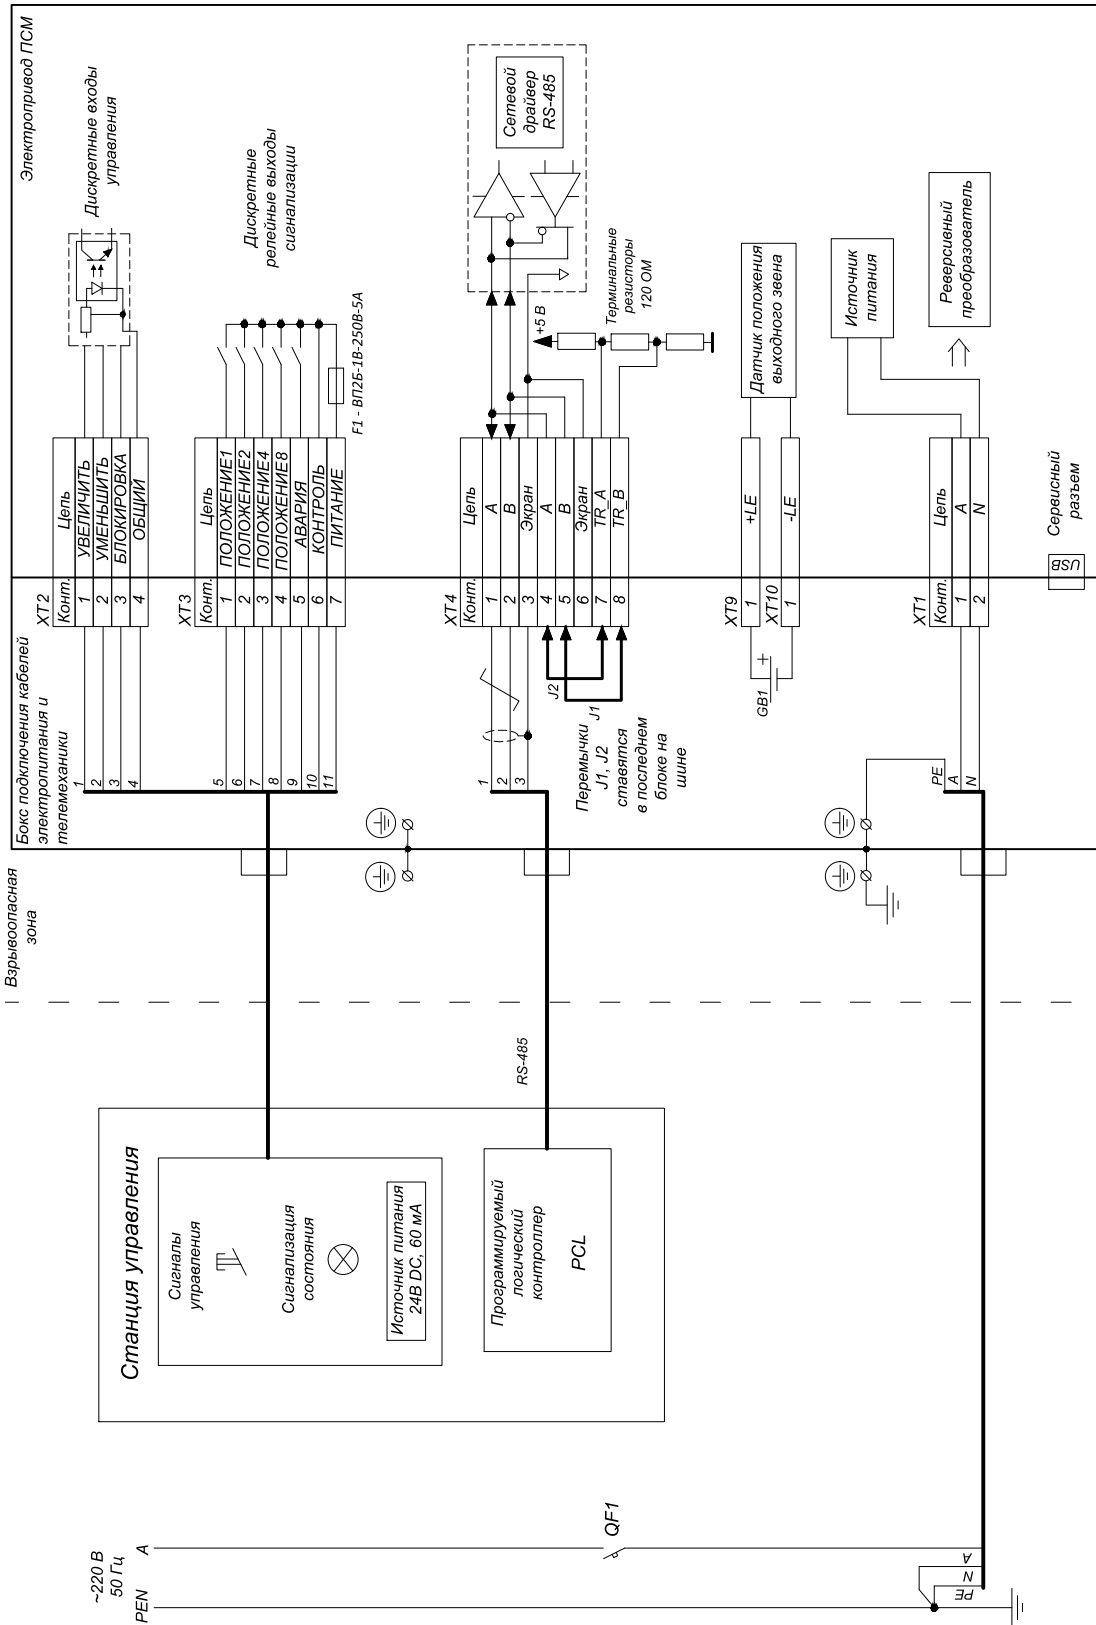 Электропривод ПСМ
Дискретные входы
управления
Дискретные
релейные выходы
сигнализации
F1 - ВП2Б-1В-250В-5А
Сетевой
драйвер
RS-485
+5 В
Терминальные
резисторы
120 ОМ
Датчик положения
выходного звена
Источник
питания
Реверсивный
преобразователь
Сервисный
разъем
USB
XT2
Конт. Цепь
1 УВЕЛИЧИТЬ
2 УМЕНЬШИТЬ
3 БЛОКИРОВКА
4 ОБЩИЙ
XT3
Конт. Цепь
1 ПОЛОЖЕНИЕ1
2 ПОЛОЖЕНИЕ2
3 ПОЛОЖЕНИЕ4
4 ПОЛОЖЕНИЕ8
5 АВАРИЯ
6 КОНТРОЛЬ
7 ПИТАНИЕ
XT4
Конт. Цепь
1 A
2 B
3 Экран
4 A
5 B
6 Экран
7 TR_A
8 TR_B
XT9
1 +LE
XT10
1 -LE
GB1
+
XT1
Конт. Цепь
1 A
2 N
Бокс подключения кабелей
электропитания и
телемеханики
1
2
3
4
5
6
7
8
9
10
11
1
2
3
J2
J1
Перемычки
J1, J2
ставятся
в последнем
блоке на
шине
PE
A
N
Взрывоопасная
зона
RS-485
Станция управления
Сигналы
управления
Сигнализация
состояния
Источник питания
24В DC, 60 мА
Программируемый
логический
контроллер
PCL
~220 В
50 Гц
A
PEN
QF1
A
N
PE